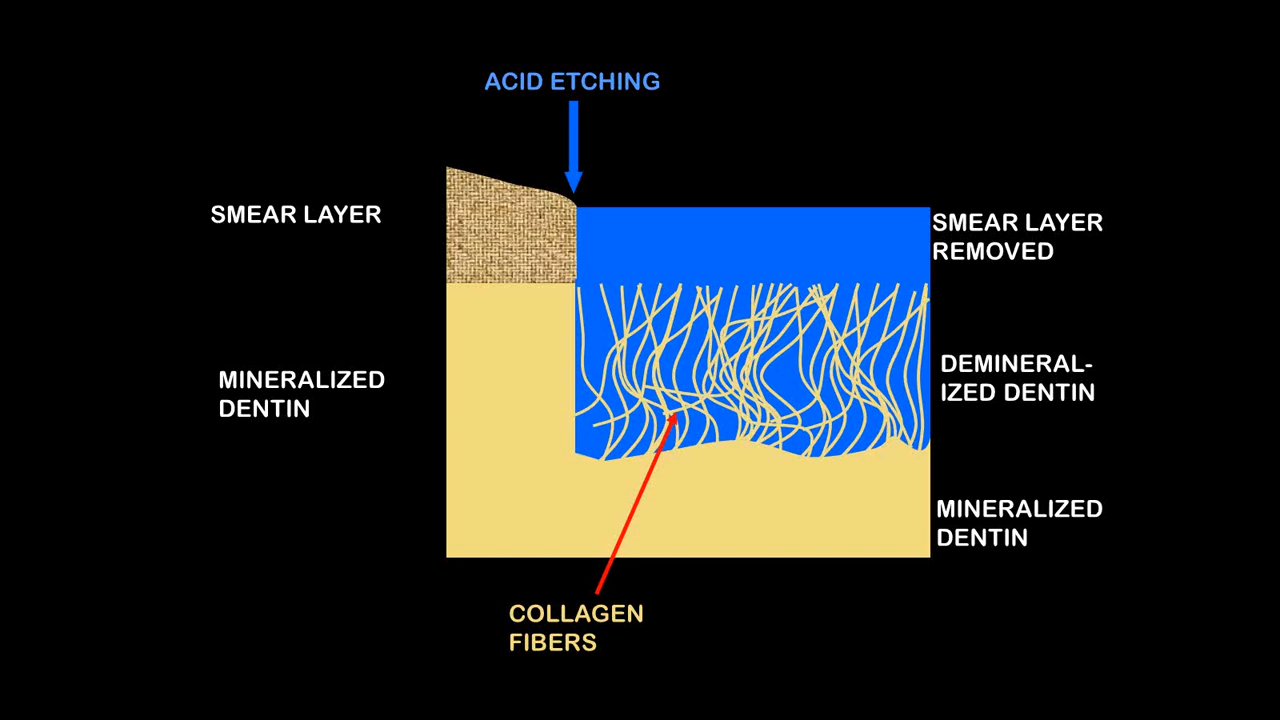 ACID ETCHING
SMEAR LAYER
SMEAR LAYER
REMOVED
MINERALIZED
DENTIN
DEMINERAL-
IZED DENTIN
MINERALIZED
DENTIN
COLLAGEN
FIBERS